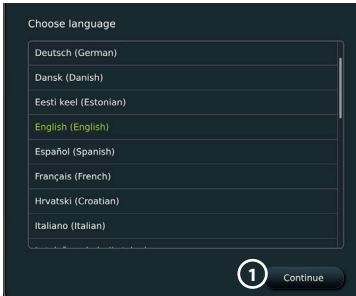 Choose language
Deutsch (German)
Dansk (Danish)
Eesti keel (Estonian)
English (English)
Español (Spanish)
Français (French)
Hrvatski (Croatian)
Italiano (Italian)
1 Continue